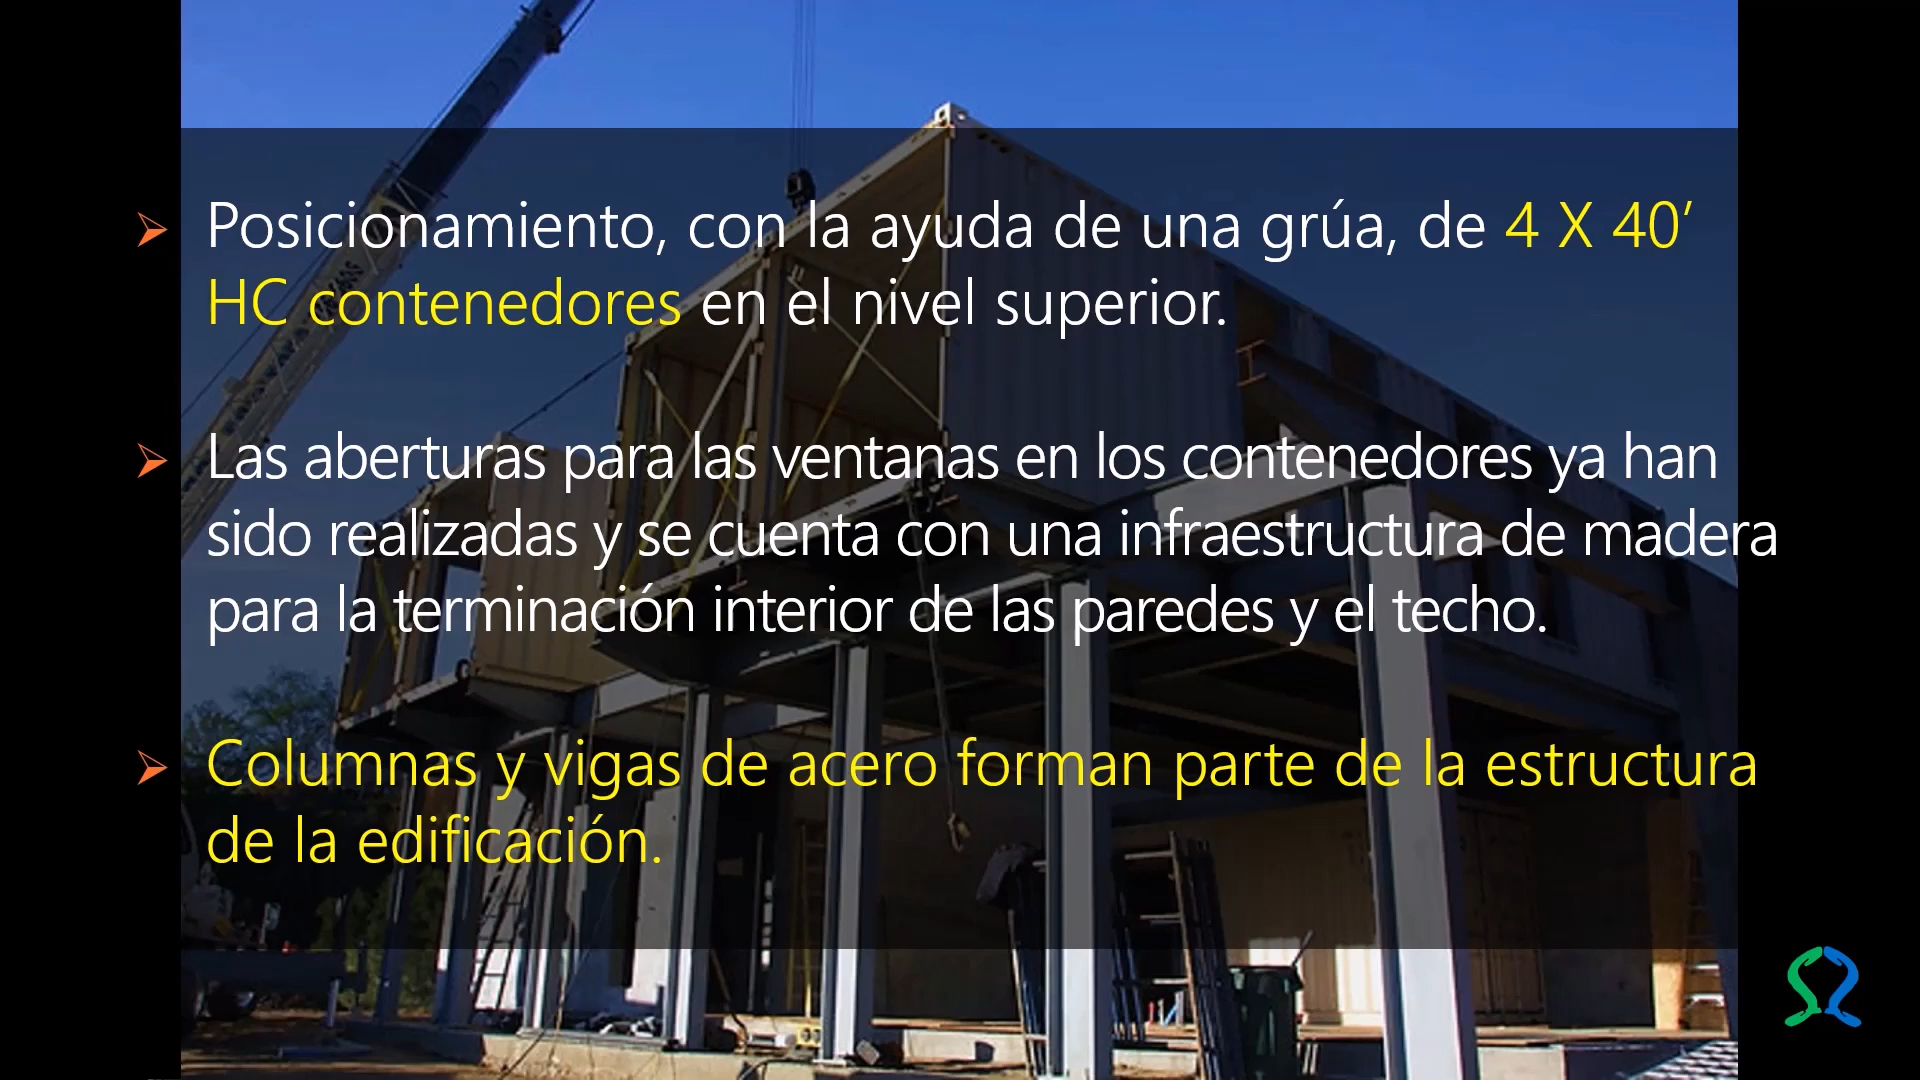 Posicionamiento, con la ayuda de una grúa, de 4 X 40’
HC contenedores en el nivel superior.
Las aberturas para las ventanas en los contenedores ya han
sido realizadas y se cuenta con una infraestructura de madera
para la terminación interior de las paredes y el techo.
Columnas y vigas de acero forman parte de la estructura
de la edificación.